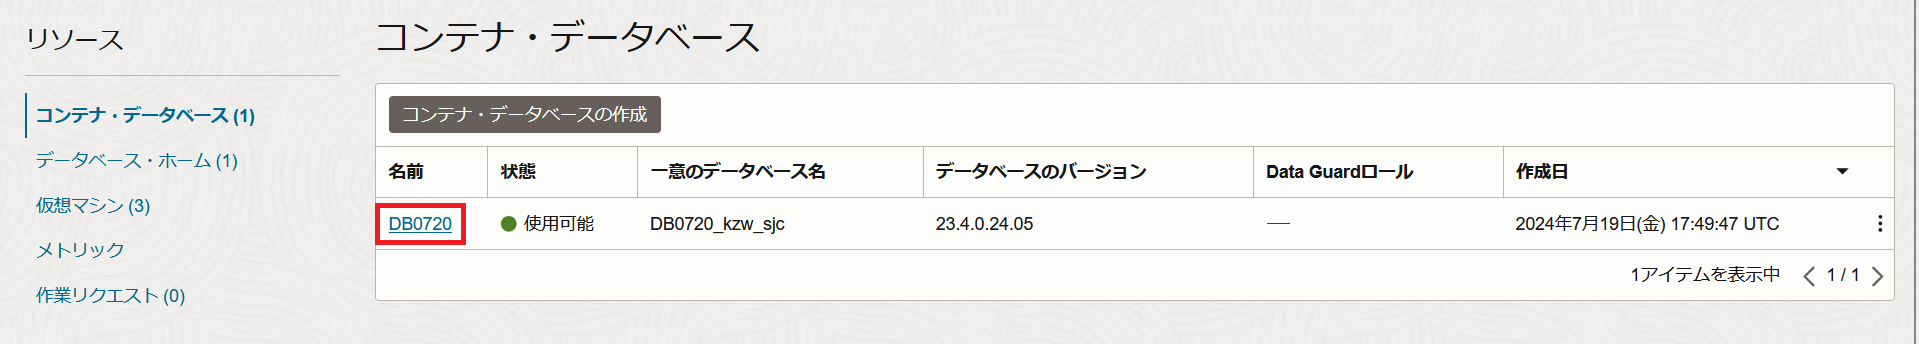 リソース
コンテナ・データベース (1)
データベース・ホーム (1)
仮想マシン (3)
メトリック
作業リクエスト (0)
コンテナ・データベース
コンテナ・データベースの作成
名前 状態 一意のデータベース名 データベースのバージョン Data Guardロール 作成日
DB0720 使用可能 DB0720_kzw_sjc 23.4.0.24.05 — 2024年7月19日(金) 17:49:47 UTC
1アイテムを表示中 1 / 1